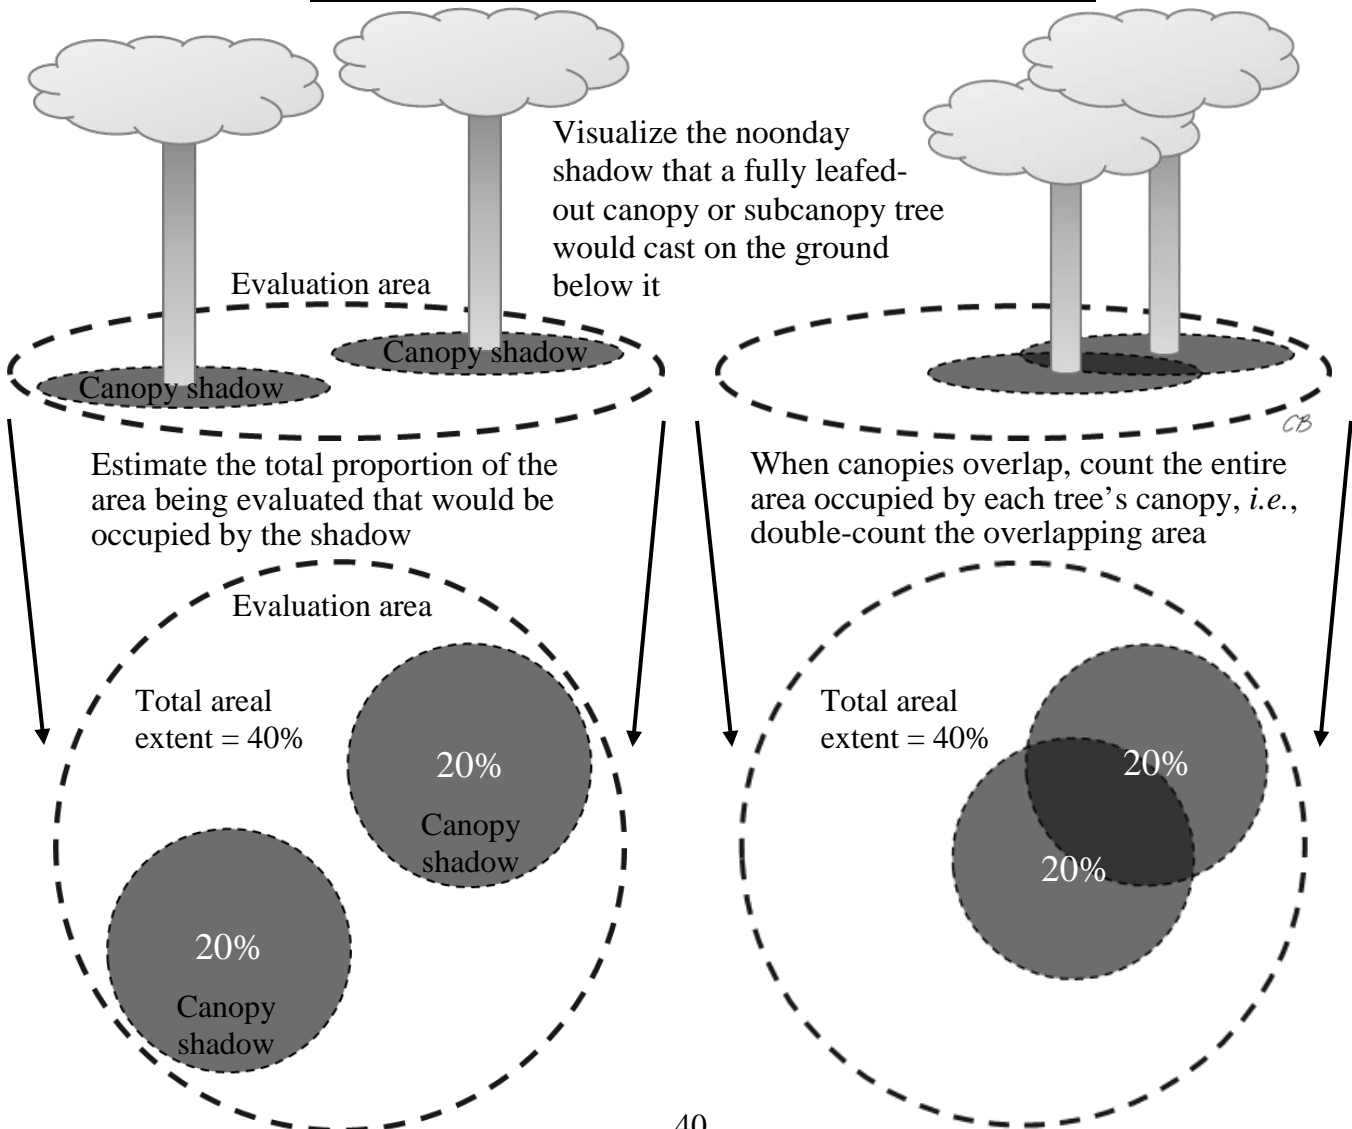 Visualize the noonday
shadow that a fully leafed-
out canopy or subcanopy tree
would cast on the ground
below it
Evaluation area
Canopy shadow
Canopy shadow
CB
Estimate the total proportion of the
area being evaluated that would be
occupied by the shadow
When canopies overlap, count the entire
area occupied by each tree’s canopy, i.e.,
double-count the overlapping area
Evaluation area
Total areal
extent = 40%
20%
Canopy
shadow
20%
Canopy
shadow
Total areal
extent = 40%
20%
20%
40